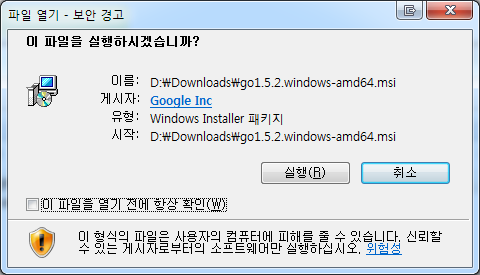 파일 열기 - 보안 경고
이 파일을 실행하시겠습니까?
이름: D:₩Downloads₩go1.5.2.windows-amd64.msi
게시자: Google Inc
유형: Windows Installer 패키지
시작: D:₩Downloads₩go1.5.2.windows-amd64.msi
실행(R) 취소
이 파일을 열기 전에 항상 확인(W)
이 형식의 파일은 사용자의 컴퓨터에 피해를 줄 수 있습니다. 신뢰할
수 있는 게시자로부터의 소프트웨어만 실행하십시오. 위험성